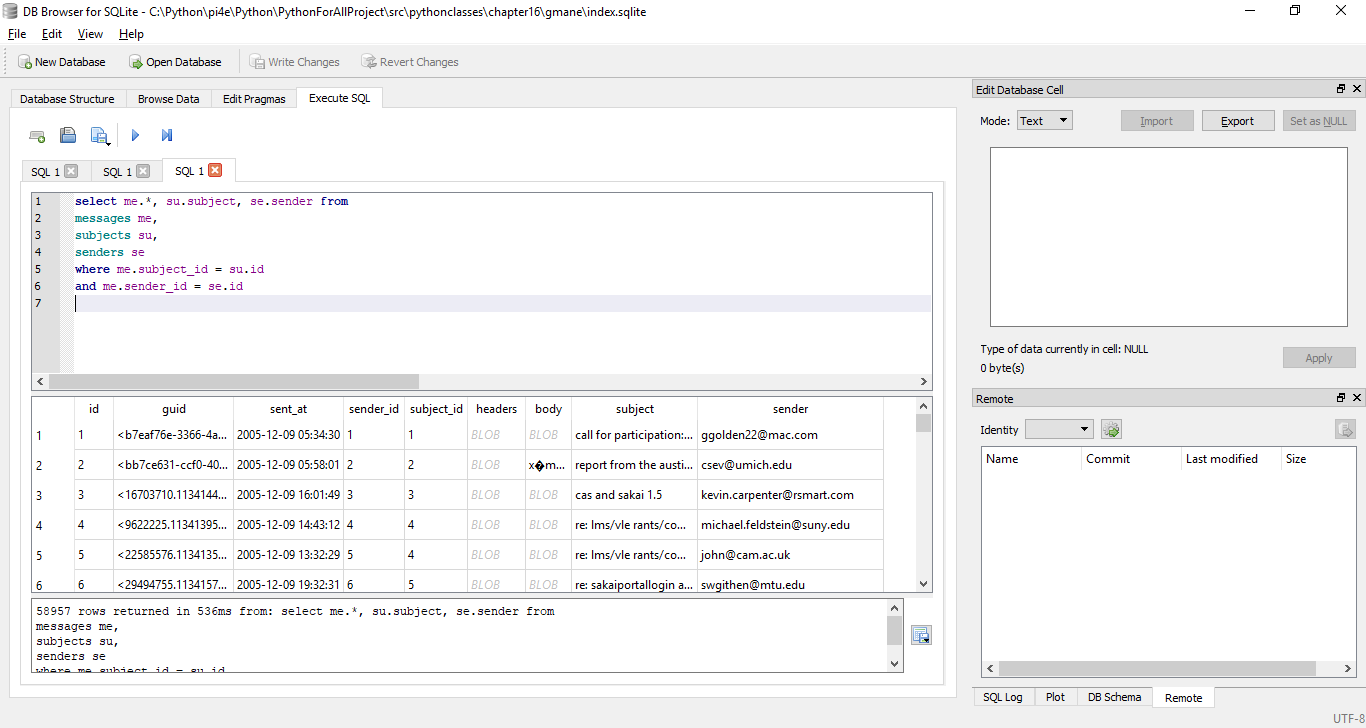 DB Browser for SQLite - C:\Python\pi4e\Python\PythonForAllProject\src\pythonclasses\chapter16\gmane\index.sqlite
File Edit View Help
New Database Open Database Write Changes Revert Changes
Database Structure Browse Data Edit Pragmas Execute SQL
SQL 1 SQL 1 SQL 1
1 select me.*, su.subject, se.sender from
2 messages me,
3 subjects su,
4 senders se
5 where me.subject_id = su.id
6 and me.sender_id = se.id
7
id guid sent_at sender_id subject_id headers body subject sender
1 1 <b7eaf76e-3366-4a... 2005-12-09 05:34:30 1 1 BLOB BLOB call for participation:... ggolden22@mac.com
2 2 <bb7ce631-ccf0-40... 2005-12-09 05:58:01 2 2 BLOB x�m... report from the austi... csev@umich.edu
3 3 <16703710.1134144... 2005-12-09 16:01:49 3 3 BLOB BLOB cas and sakai 1.5 kevin.carpenter@rsmart.com
4 4 <9622225.11341395... 2005-12-09 14:43:12 4 4 BLOB BLOB re: lms/vle rants/co... michael.feldstein@suny.edu
5 5 <22585576.1134135... 2005-12-09 13:32:29 5 4 BLOB BLOB re: lms/vle rants/co... john@cam.ac.uk
6 6 <29494755.1134157... 2005-12-09 19:32:31 6 5 BLOB BLOB re: sakaiportallogin a... swgithen@mtu.edu
58957 rows returned in 536ms from: select me.*, su.subject, se.sender from
messages me,
subjects su,
senders se
where me.subject_id = su.id
Edit Database Cell
Mode: Text Import Export Set as NULL
Type of data currently in cell: NULL
0 byte(s)
Apply
Remote
Identity
Name Commit Last modified Size
SQL Log Plot DB Schema Remote
UTF-8